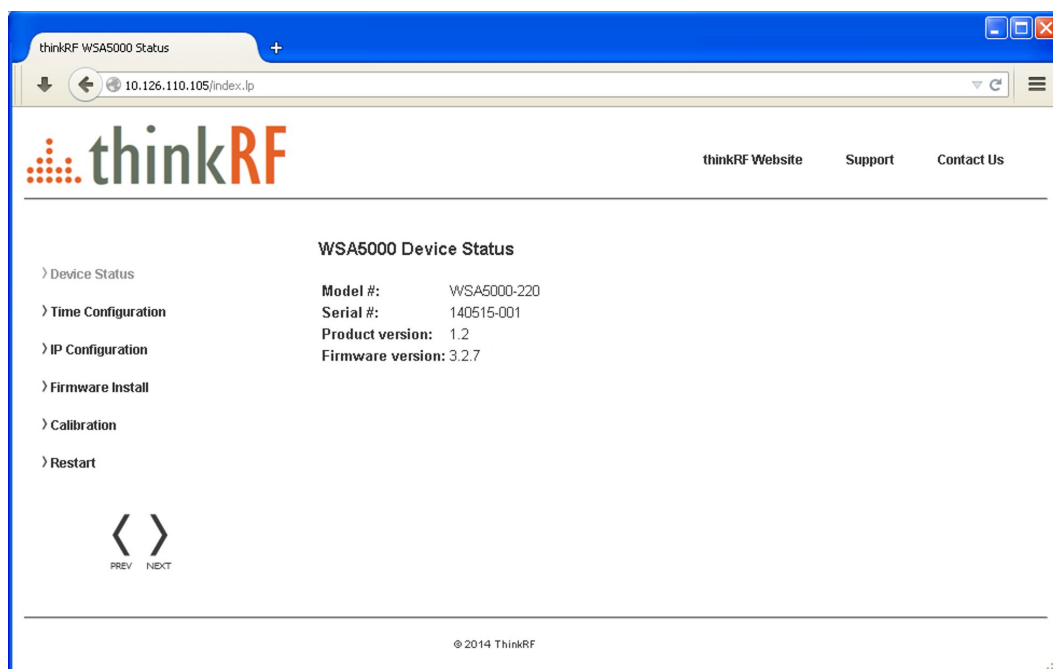 thinkRF WSA5000 Status
10.126.110.105/index.lp
thinkRF
thinkRF Website Support Contact Us
WSA5000 Device Status
Device Status
Time Configuration
IP Configuration
Firmware Install
Calibration
Restart
Model #: WSA5000-220
Serial #: 140515-001
Product version: 1.2
Firmware version: 3.2.7
PREV NEXT
© 2014 ThinkRF